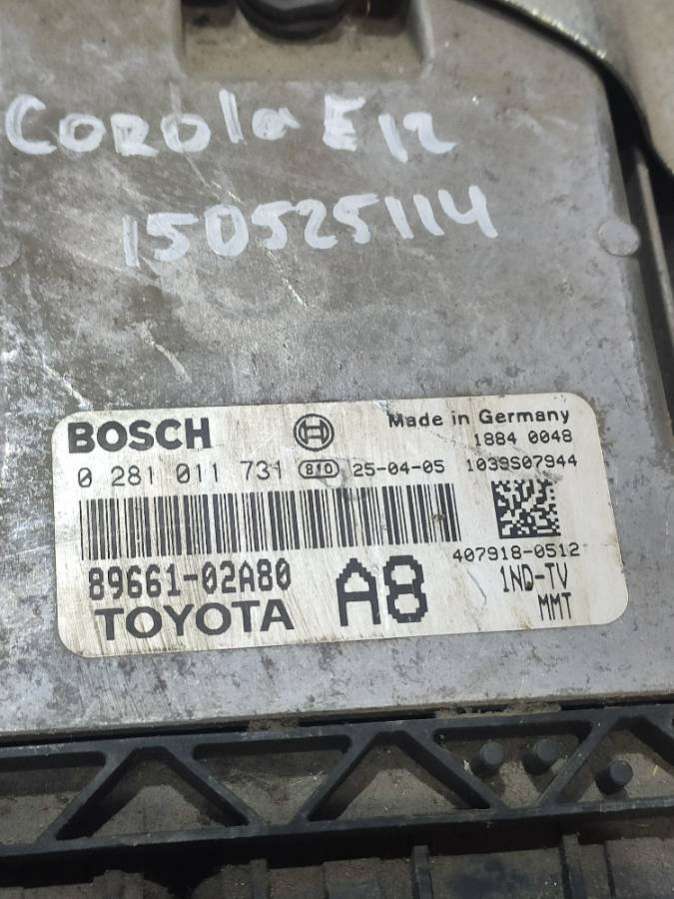 COROLA E12
150525114
BOSCH
Made in Germany
1884 0048
0 281 011 731 810 25-04-05 1039S07944
407918-0512
89661-02A80
TOYOTA
A8
1ND-TV
MMT